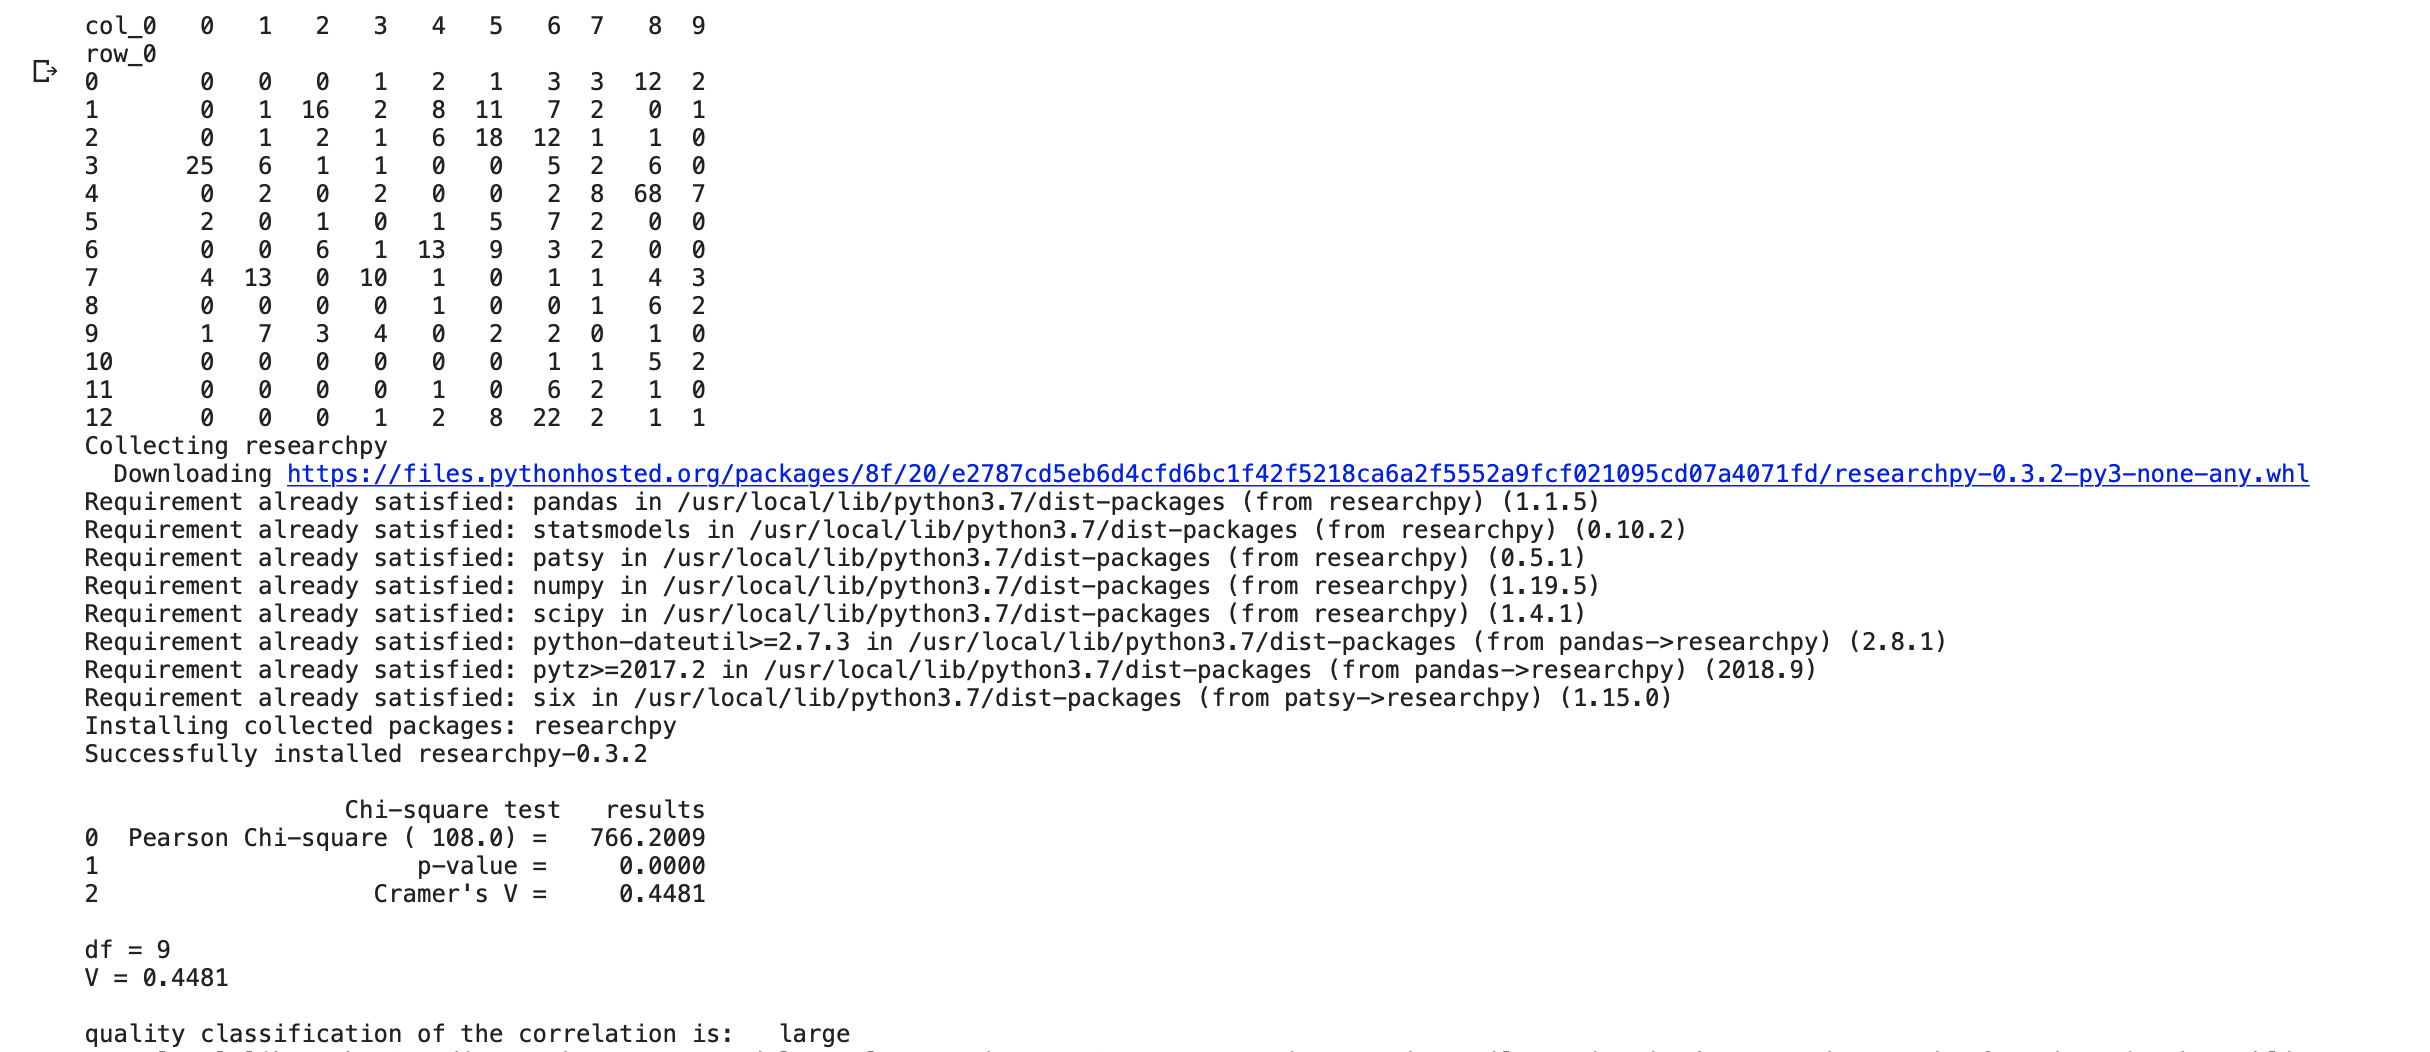 col_0 0 1 2 3 4 5 6 7 8 9
row_0
0 0 0 0 1 2 1 3 3 12 2
1 0 1 16 2 8 11 7 2 0 1
2 0 1 2 1 6 18 12 1 1 0
3 25 6 1 1 0 0 5 2 6 0
4 0 2 0 2 0 0 2 8 68 7
5 2 0 1 0 1 5 7 2 0 0
6 0 0 6 1 13 9 3 2 0 0
7 4 13 0 10 1 0 1 1 4 3
8 0 0 0 0 1 0 0 1 6 2
9 1 7 3 4 0 2 2 0 1 0
10 0 0 0 0 0 0 1 1 5 2
11 0 0 0 0 1 0 6 2 1 0
12 0 0 0 1 2 8 22 2 1 1
Collecting researchpy
Downloading https://files.pythonhosted.org/packages/8f/20/e2787cd5eb6d4cfd6bc1f42f5218ca6a2f5552a9fcf021095cd07a4071fd/researchpy-0.3.2-py3-none-any.whl
Requirement already satisfied: pandas in /usr/local/lib/python3.7/dist-packages (from researchpy) (1.1.5)
Requirement already satisfied: statsmodels in /usr/local/lib/python3.7/dist-packages (from researchpy) (0.10.2)
Requirement already satisfied: patsy in /usr/local/lib/python3.7/dist-packages (from researchpy) (0.5.1)
Requirement already satisfied: numpy in /usr/local/lib/python3.7/dist-packages (from researchpy) (1.19.5)
Requirement already satisfied: scipy in /usr/local/lib/python3.7/dist-packages (from researchpy) (1.4.1)
Requirement already satisfied: python-dateutil>=2.7.3 in /usr/local/lib/python3.7/dist-packages (from pandas->researchpy) (2.8.1)
Requirement already satisfied: pytz>=2017.2 in /usr/local/lib/python3.7/dist-packages (from pandas->researchpy) (2018.9)
Requirement already satisfied: six in /usr/local/lib/python3.7/dist-packages (from patsy->researchpy) (1.15.0)
Installing collected packages: researchpy
Successfully installed researchpy-0.3.2
Chi-square test results
0 Pearson Chi-square ( 108.0) = 766.2009
1 p-value = 0.0000
2 Cramer's V = 0.4481
df = 9
V = 0.4481
quality classification of the correlation is: large